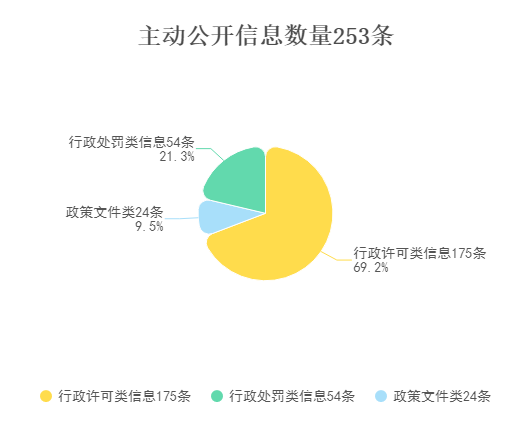 主动公开信息数量253条
行政处罚类信息54条
21.3%
政策文件类24条
9.5%
行政许可类信息175条
69.2%
行政许可类信息175条
行政处罚类信息54条
政策文件类24条